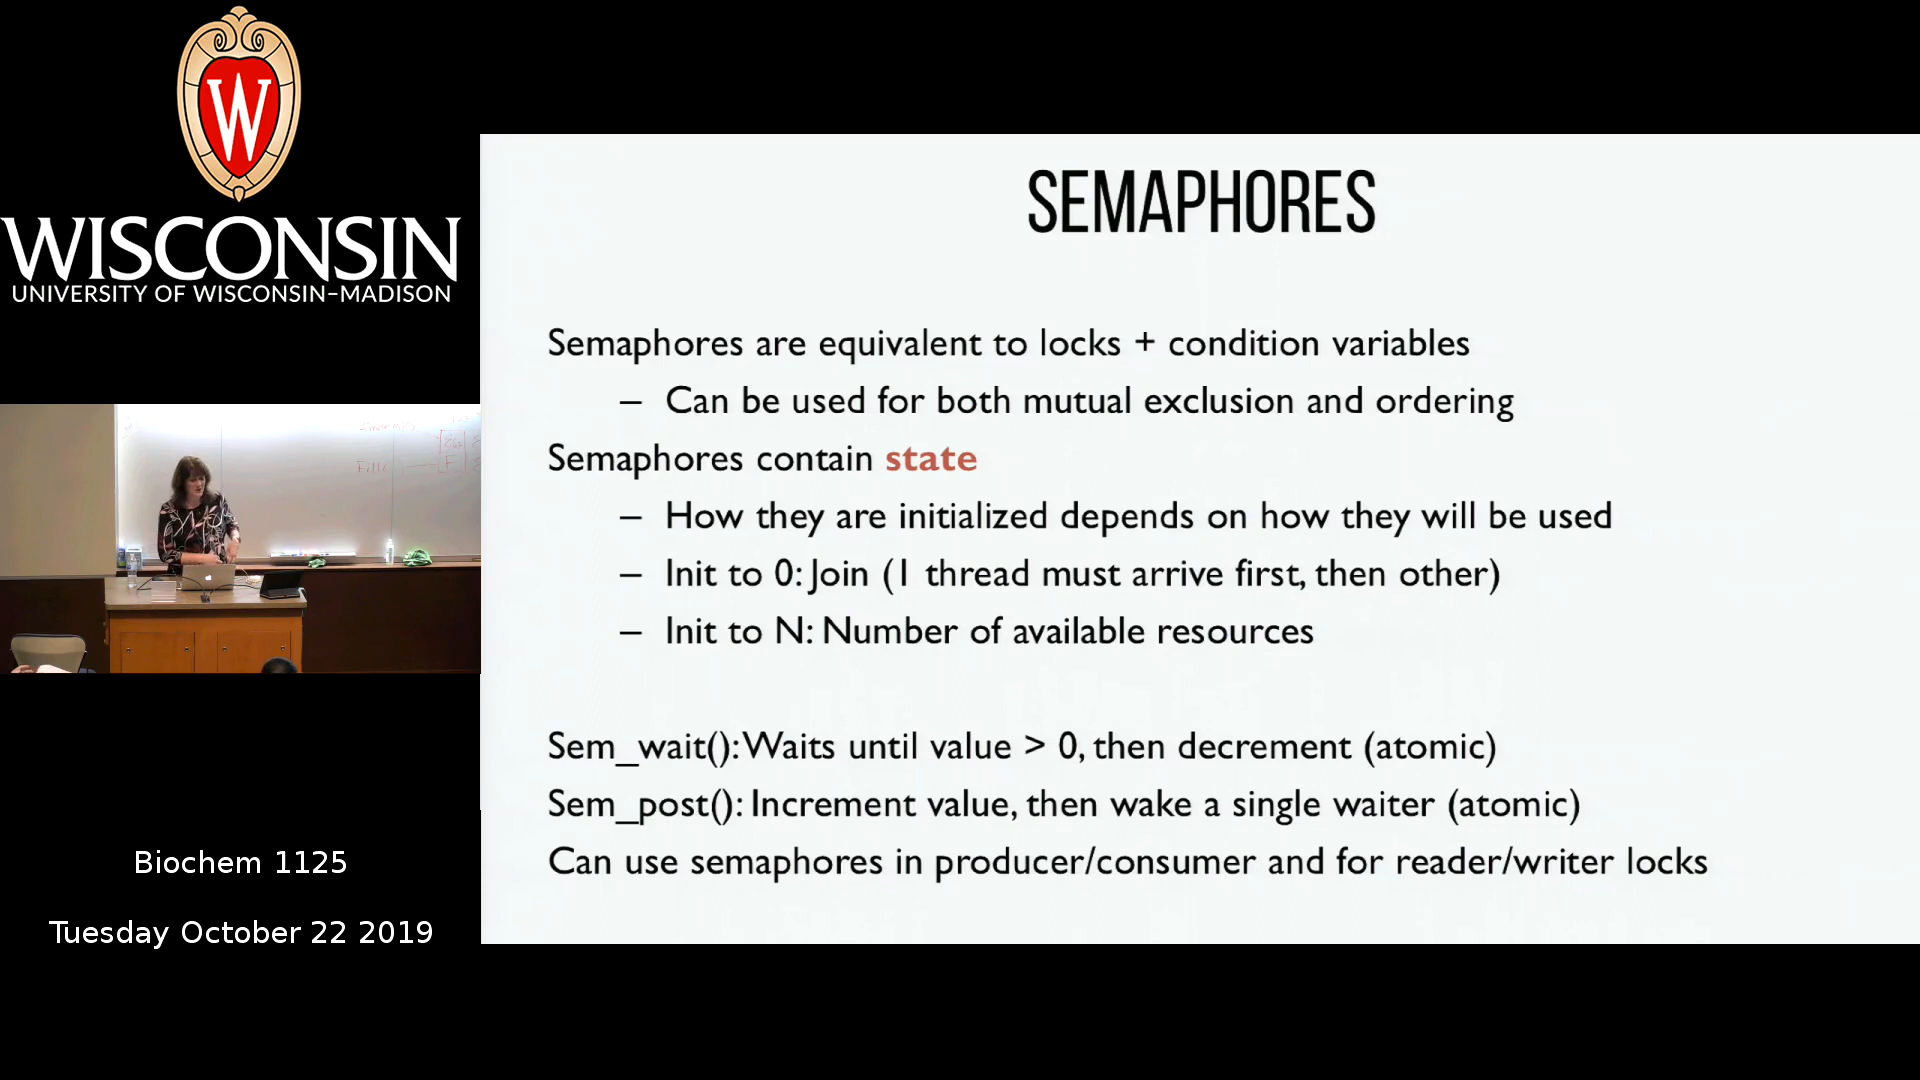 W
WISCONSIN
UNIVERSITY OF WISCONSIN–MADISON
SEMAPHORES
Semaphores are equivalent to locks + condition variables
– Can be used for both mutual exclusion and ordering
Semaphores contain state
– How they are initialized depends on how they will be used
– Init to 0: Join (1 thread must arrive first, then other)
– Init to N: Number of available resources
Sem_wait(): Waits until value > 0, then decrement (atomic)
Sem_post(): Increment value, then wake a single waiter (atomic)
Can use semaphores in producer/consumer and for reader/writer locks
Biochem 1125
Tuesday October 22 2019